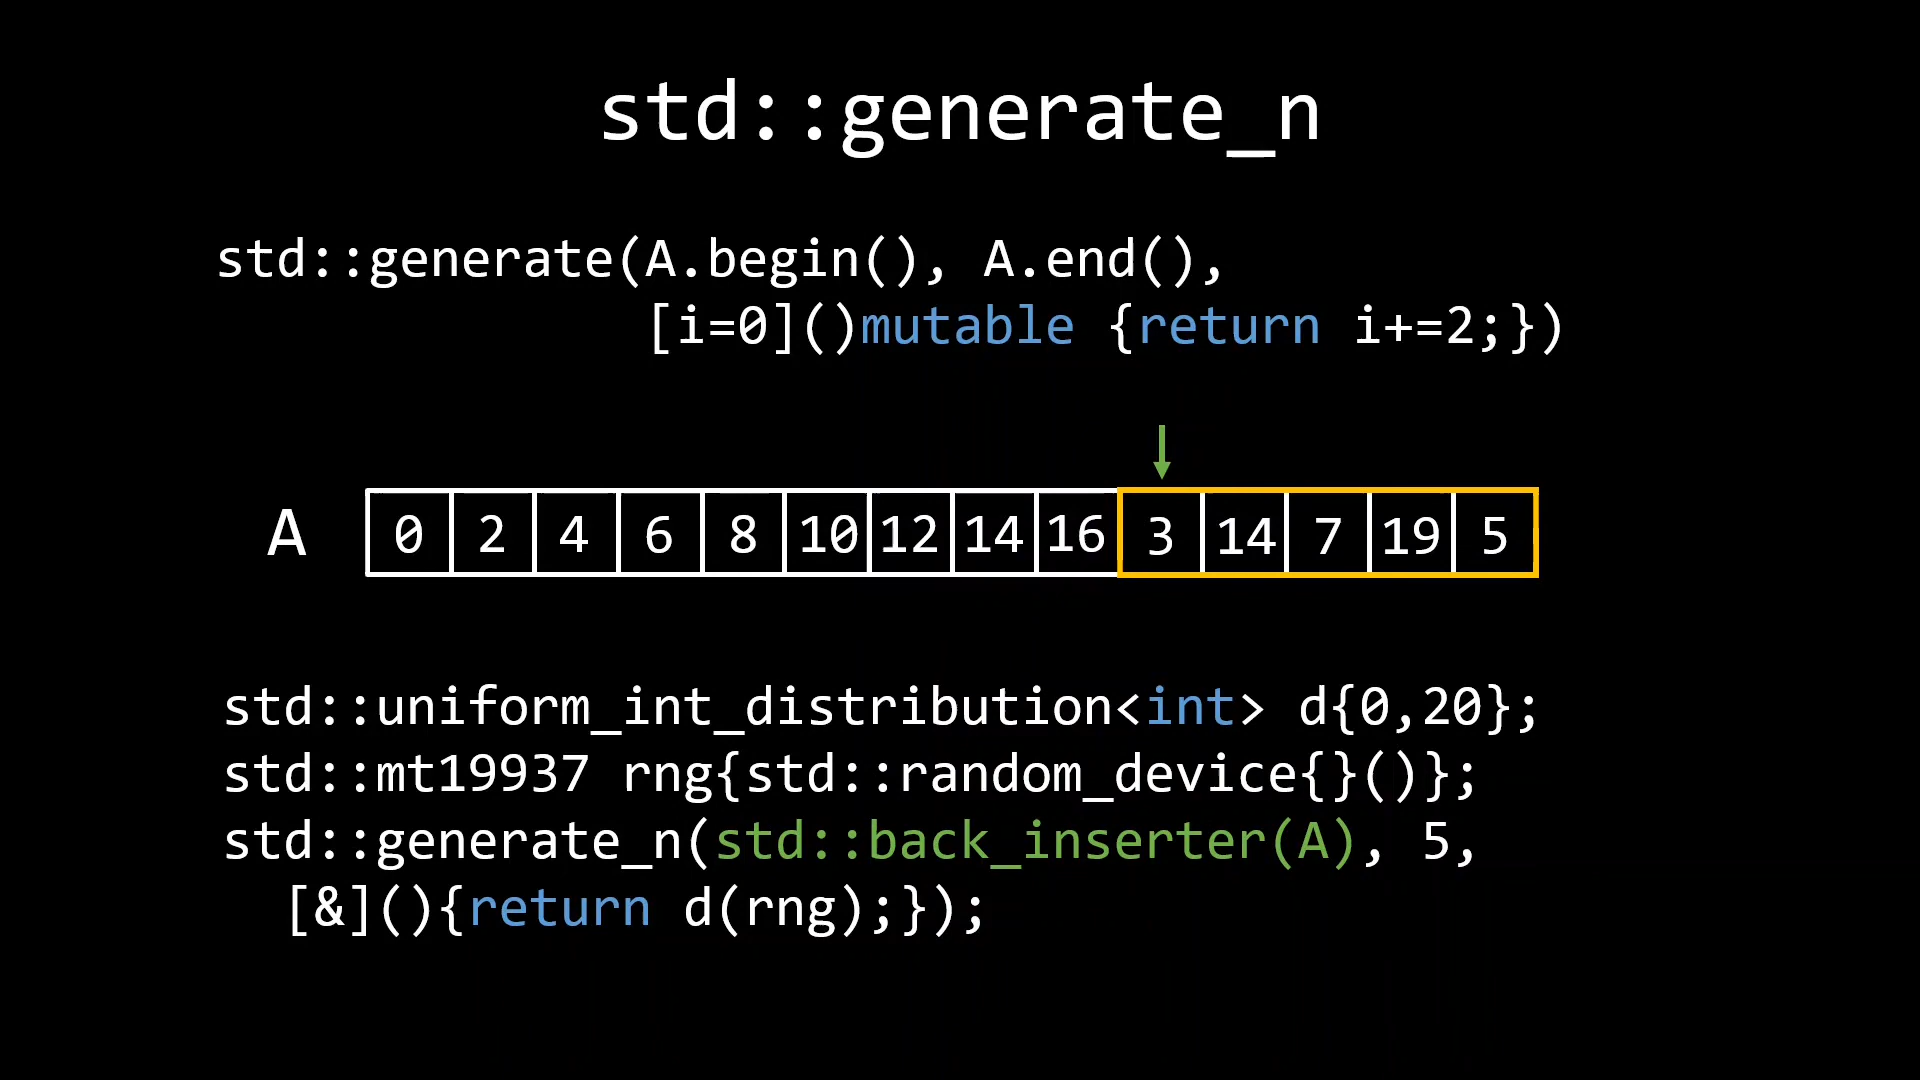 std::generate_n
std::generate(A.begin(), A.end(),
[i=0]()mutable {return i+=2;})
A 0 2 4 6 8 10 12 14 16 3 14 7 19 5
std::uniform_int_distribution<int> d{0,20};
std::mt19937 rng{std::random_device{}()};
std::generate_n(std::back_inserter(A), 5,
[&](){return d(rng);});